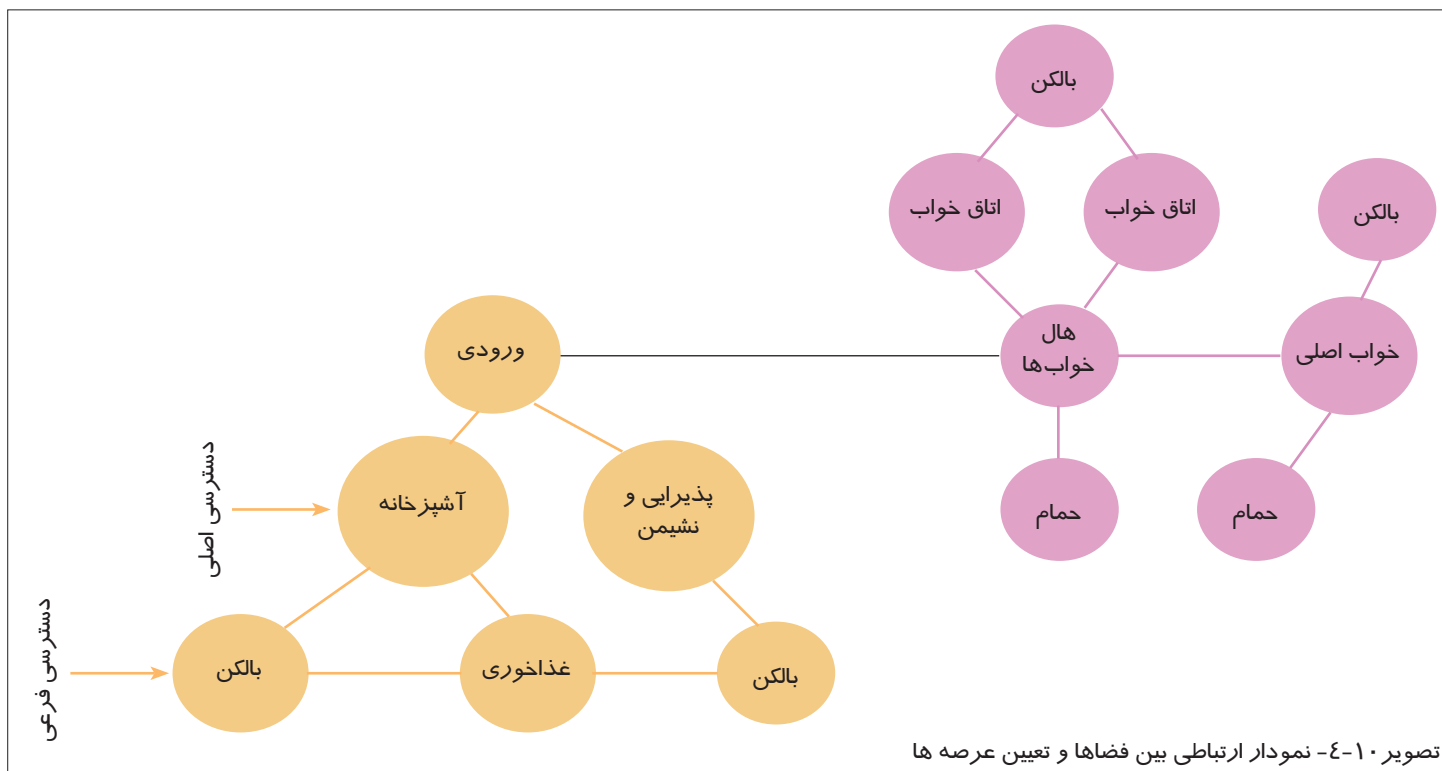 بالکن
اتاق خواب
اتاق خواب
بالکن
هال
خواب‌ها
خواب اصلی
حمام
حمام
ورودی
آشپزخانه
پذیرایی و
نشیمن
دسترسی اصلی
بالکن
غذاخوری
بالکن
دسترسی فرعی
تصویر ۱۰-٤- نمودار ارتباطی بین فضاها و تعیین عرصه ها